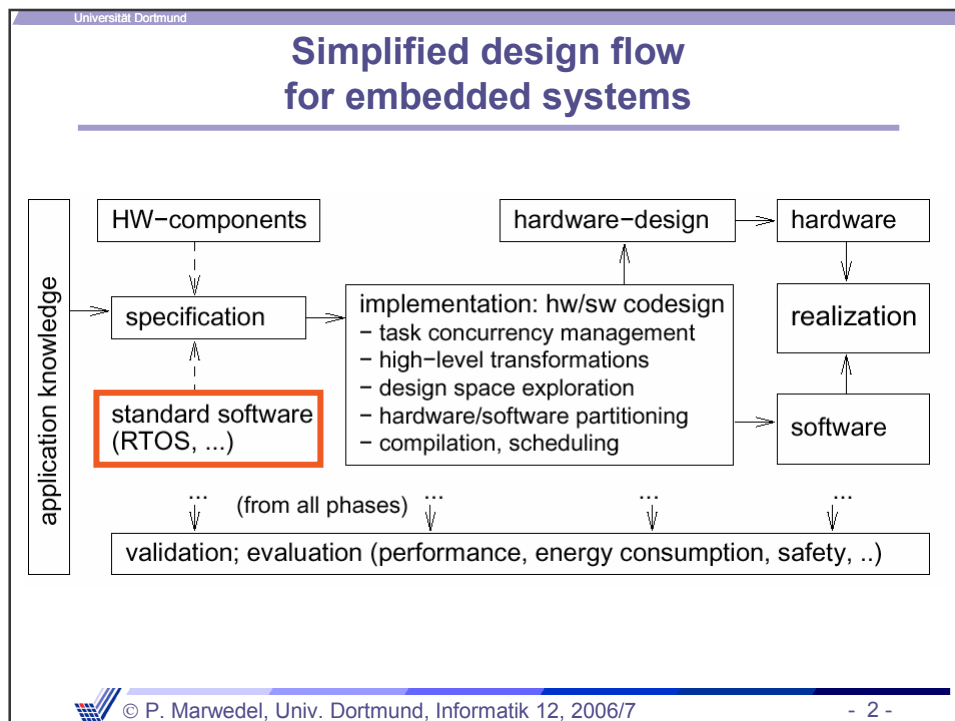 Universität Dortmund
Simplified design flow
for embedded systems
application knowledge
HW−components
hardware−design
hardware
specification
implementation: hw/sw codesign
− task concurrency management
− high−level transformations
− design space exploration
− hardware/software partitioning
− compilation, scheduling
realization
standard software
(RTOS, ...)
software
... (from all phases) ... ... ...
validation; evaluation (performance, energy consumption, safety, ..)
© P. Marwedel, Univ. Dortmund, Informatik 12, 2006/7
- 2 -